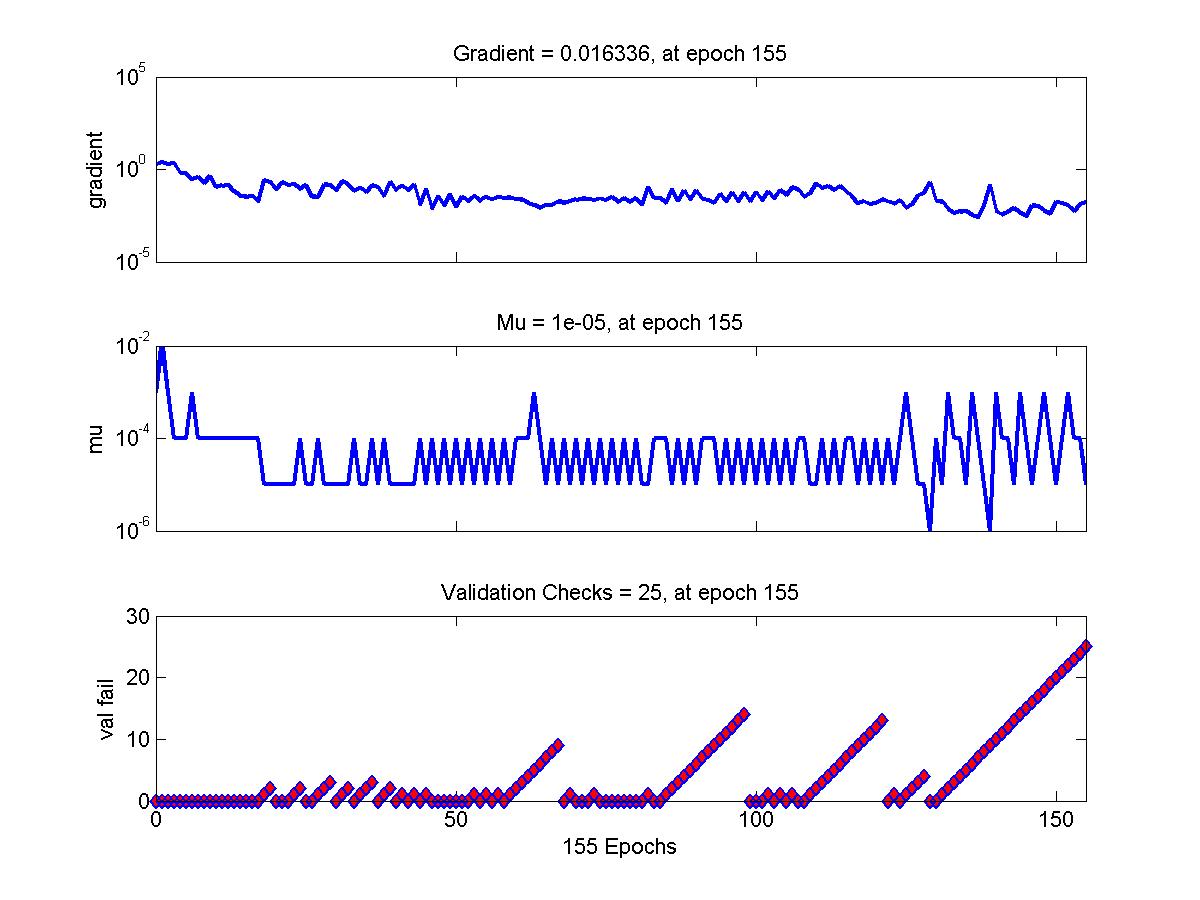 Gradient = 0.016336, at epoch 155
10^5
10^0
10^-5
gradient
Mu = 1e-05, at epoch 155
10^-2
10^-4
10^-6
mu
Validation Checks = 25, at epoch 155
30
20
10
0
val fail
0 50 100 150
155 Epochs